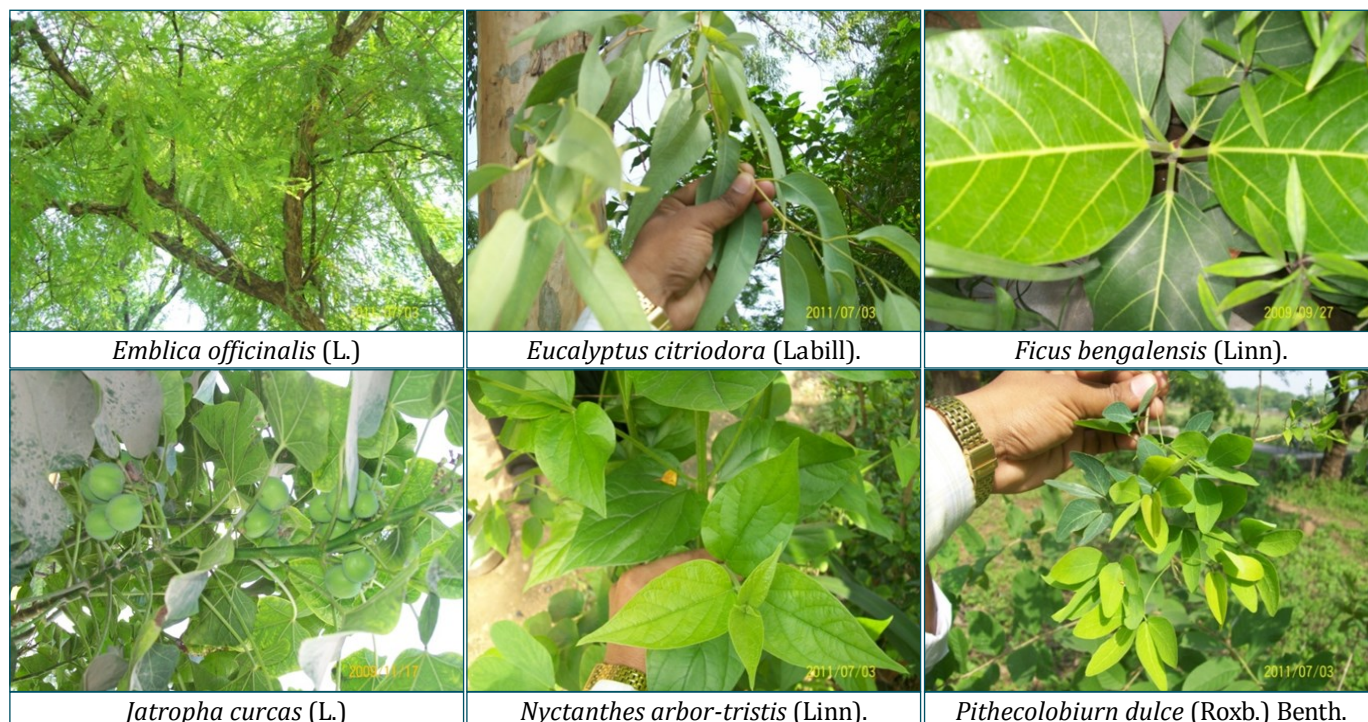 2011/07/03
2011/07/03
2009/09/27
Emblica officinalis (L.)
Eucalyptus citriodora (Labill).
Ficus bengalensis (Linn).
2011/07/03
2011/07/03
Jatropha curcas (L.)
Nyctanthes arbor-tristis (Linn).
Pithecolobiurn dulce (Roxb.) Benth.